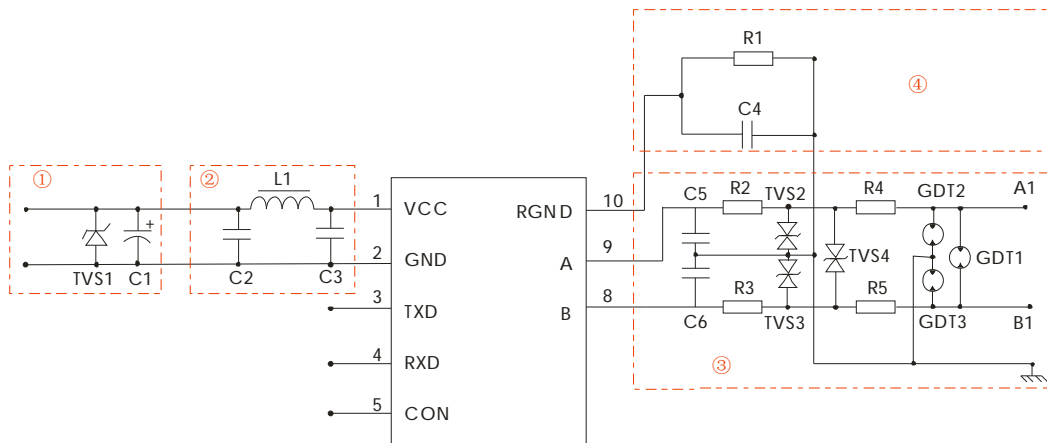 R1
④
C4
①
②
L1
③
1
VCC
2
GND
3
TXD
4
RXD
5
CON
TVS1
C1
+
C2
C3
RGND
10
A
9
B
8
C5
R2
TVS2
R4
GDT2
A1
TVS4
GDT1
C6
R3
TVS3
R5
GDT3
B1